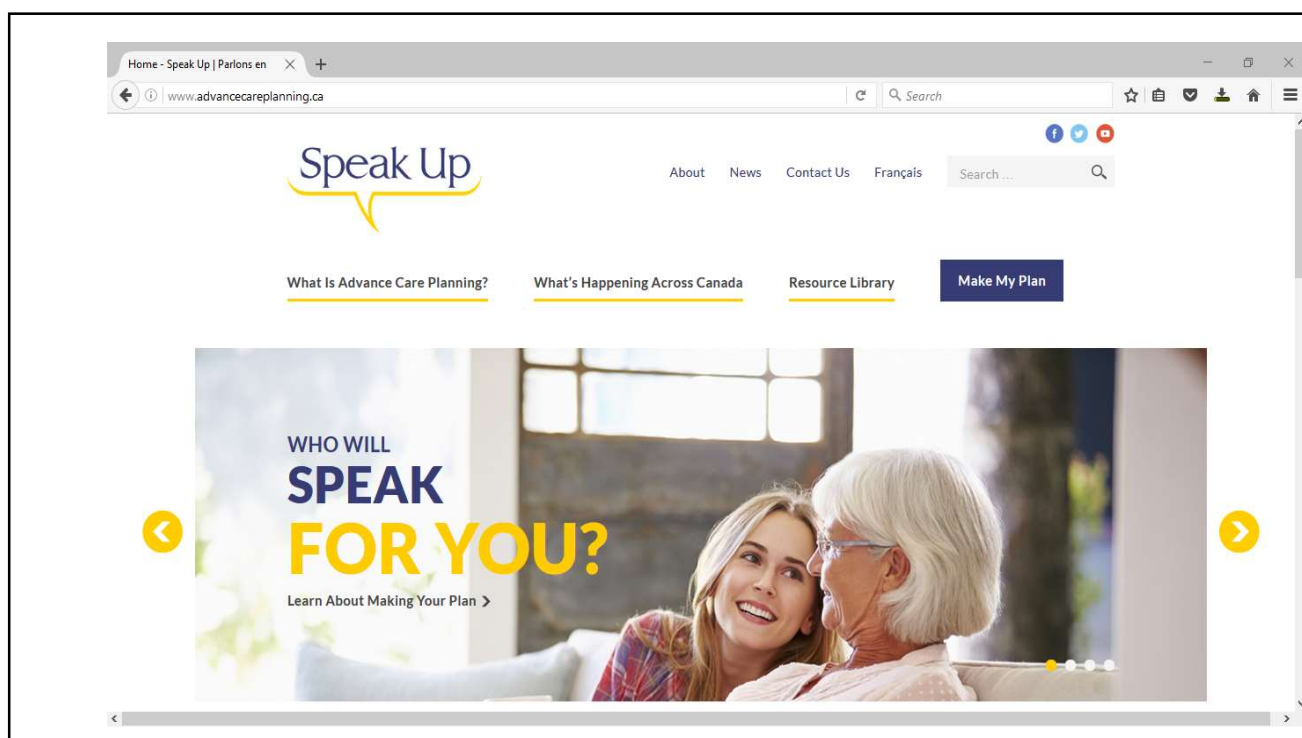 Home - Speak Up | Parlons en
www.advancecareplanning.ca
Search
Speak Up
About News Contact Us Français Search ...
What Is Advance Care Planning? What's Happening Across Canada Resource Library Make My Plan
WHO WILL
SPEAK
FOR YOU?
Learn About Making Your Plan